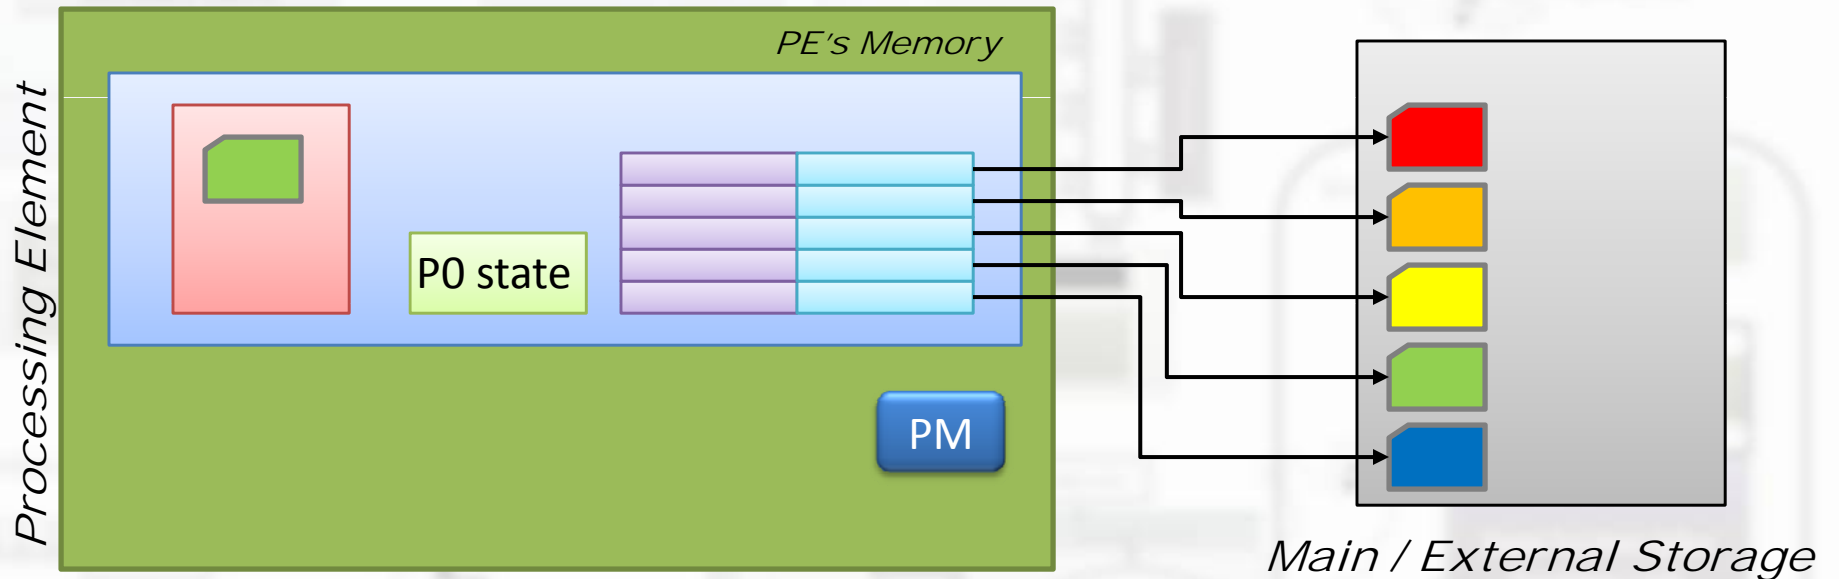 Processing Element
PE's Memory
P0 state
PM
Main / External Storage